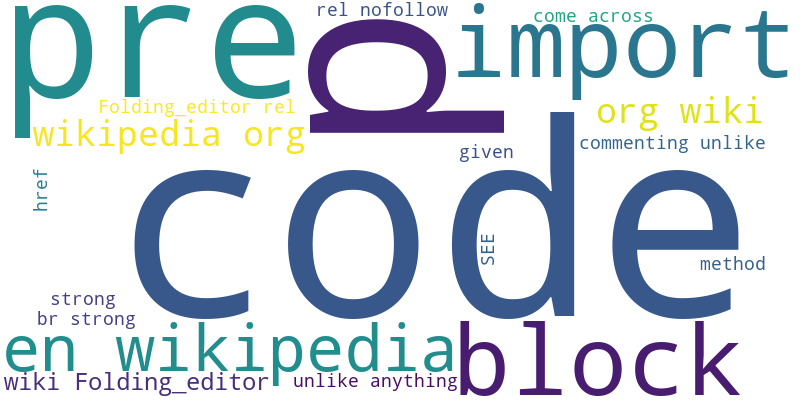 pre
p
rel nofollow
import
come across
Folding_editor rel
wikipedia org
org wiki
commenting unlike
given
href
code
SEE
method
strong
br strong
en wikipedia
block
wiki Folding_editor
unlike anything